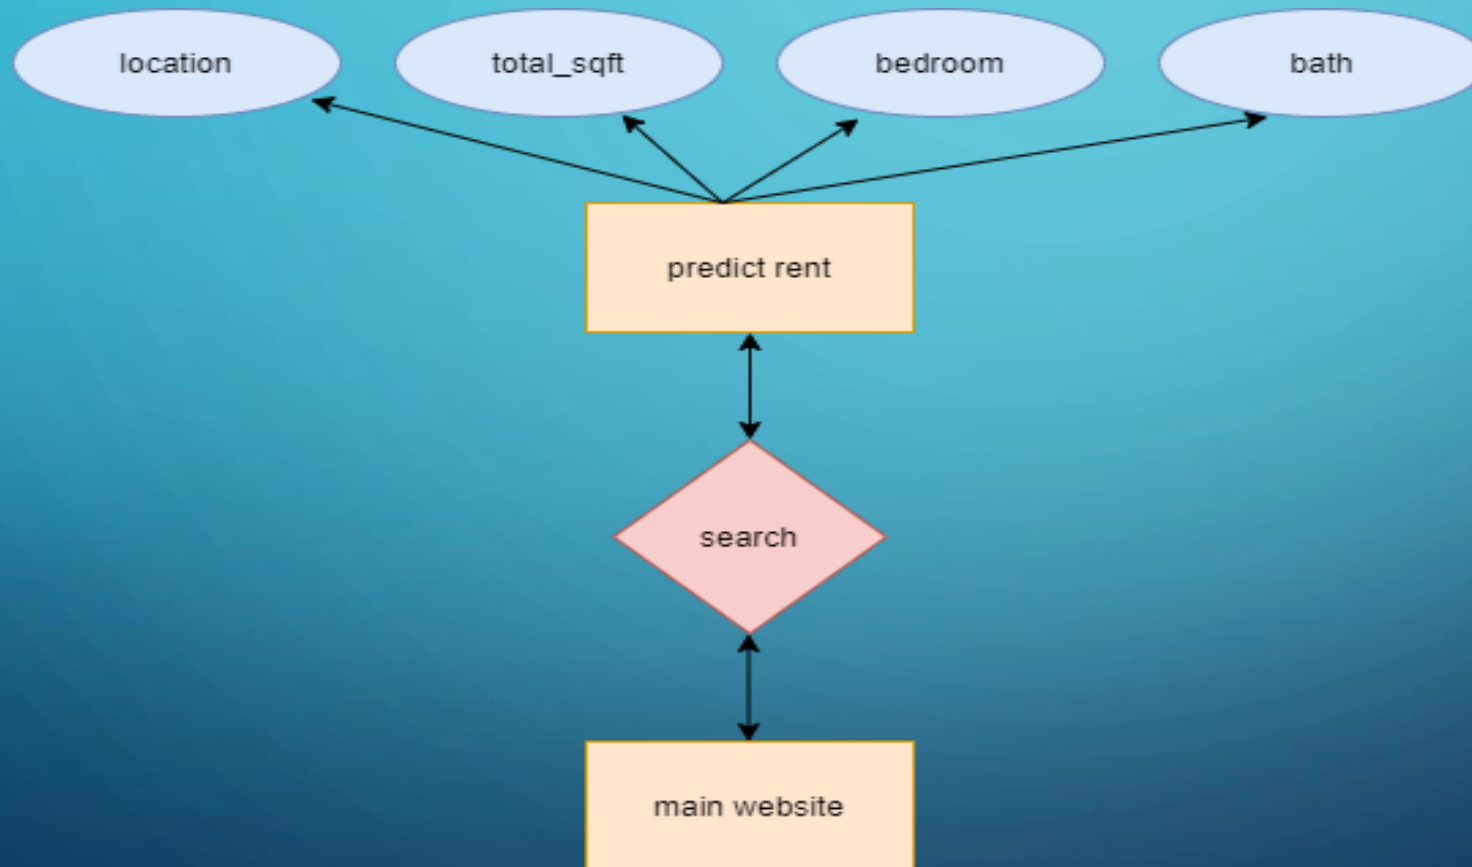 location
total_sqft
bedroom
bath
predict rent
search
main website